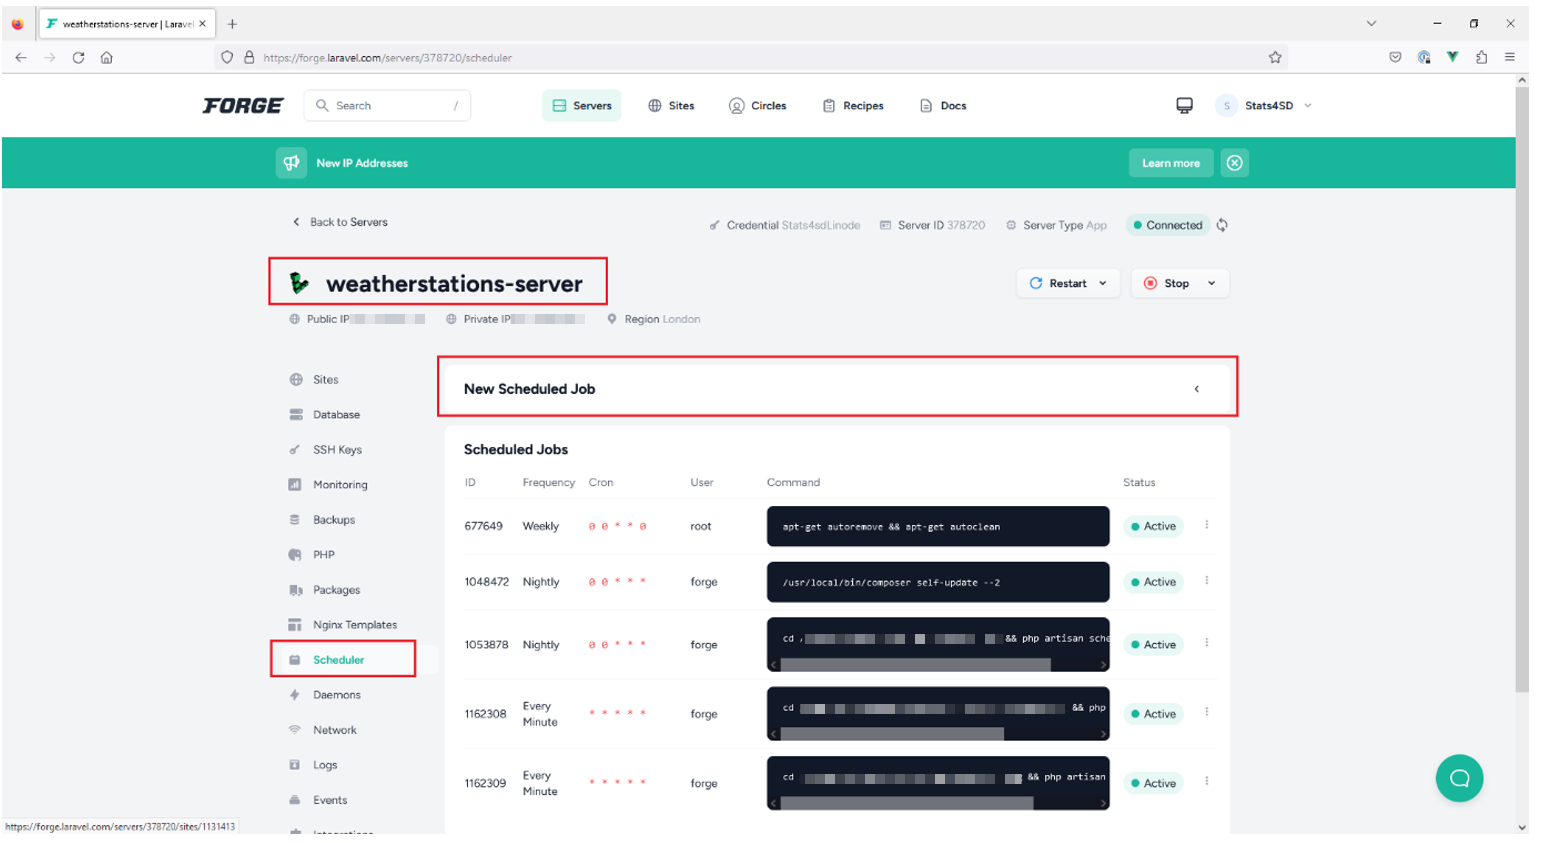 weatherstations-server | Laravel
https://forge.laravel.com/servers/378720/scheduler
FORGE
Search /
Servers
Sites
Circles
Recipes
Docs
S Stats4SD
New IP Addresses
Learn more
Back to Servers
Credential Stats4sdLinode
Server ID 378720
Server Type App
Connected
weatherstations-server
Restart
Stop
Public IP
Private IP
Region London
Sites
Database
SSH Keys
Monitoring
Backups
PHP
Packages
Nginx Templates
Scheduler
Daemons
Network
Logs
Events
Integrations
New Scheduled Job
Scheduled Jobs
ID Frequency Cron User Command Status
677649 Weekly 0 0 * * 0 root apt-get autoremove && apt-get autoclean Active
1048472 Nightly 0 0 * * * forge /usr/local/bin/composer self-update --2 Active
1053878 Nightly 0 0 * * * forge cd && php artisan sche Active
1162308 Every Minute * * * * * forge cd && php Active
1162309 Every Minute * * * * * forge cd && php artisan Active
https://forge.laravel.com/servers/378720/sites/1131413